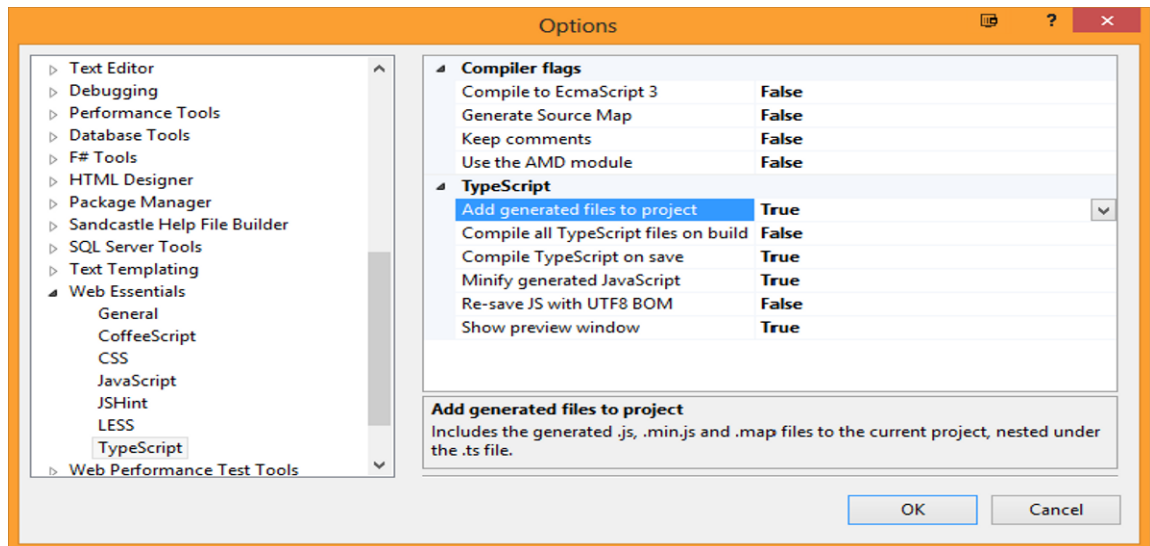 Options
?
Text Editor
Debugging
Performance Tools
Database Tools
F# Tools
HTML Designer
Package Manager
Sandcastle Help File Builder
SQL Server Tools
Text Templating
Web Essentials
General
CoffeeScript
CSS
JavaScript
JSHint
LESS
TypeScript
Web Performance Test Tools
Compiler flags
Compile to EcmaScript 3 False
Generate Source Map False
Keep comments False
Use the AMD module False
TypeScript
Add generated files to project True
Compile all TypeScript files on build False
Compile TypeScript on save True
Minify generated JavaScript True
Re-save JS with UTF8 BOM False
Show preview window True
Add generated files to project
Includes the generated .js, .min.js and .map files to the current project, nested under
the .ts file.
OK Cancel